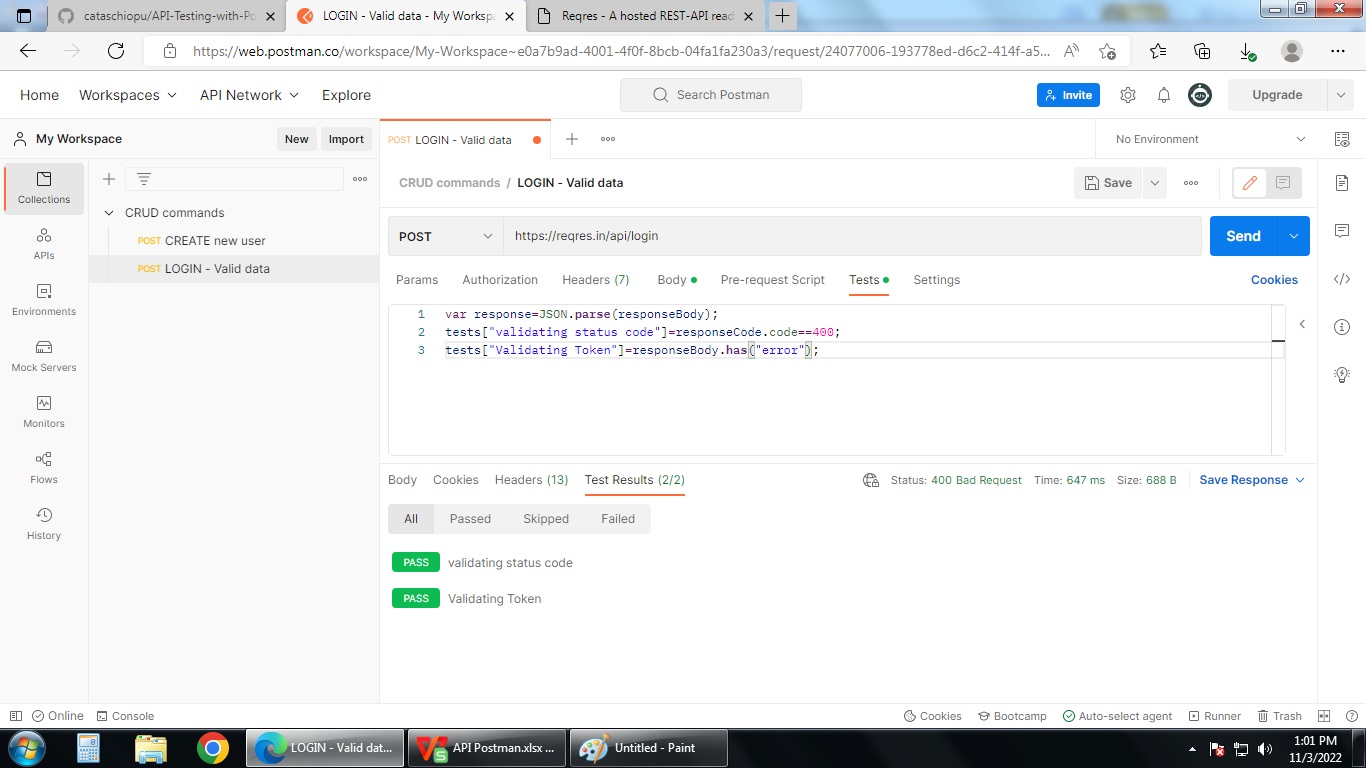 cataschiopu/API-Testing-with-Po
LOGIN - Valid data - My Workspa
Reqres - A hosted REST-API read
https://web.postman.co/workspace/My-Workspace~e0a7b9ad-4001-4f0f-8bcb-04fa1fa230a3/request/24077006-193778ed-d6c2-414f-a5...
Home Workspaces API Network Explore
Search Postman
Invite
Upgrade
My Workspace
New Import
POST LOGIN - Valid data
No Environment
Collections
APIs
Environments
Mock Servers
Monitors
Flows
History
CRUD commands
POST CREATE new user
POST LOGIN - Valid data
CRUD commands / LOGIN - Valid data
Save
POST https://reqres.in/api/login
Send
Params Authorization Headers (7) Body Pre-request Script Tests Settings
Cookies
1 var response=JSON.parse(responseBody);
2 tests["validating status code"]=responseCode.code==400;
3 tests["Validating Token"]=responseBody.has("error");
Body Cookies Headers (13) Test Results (2/2)
Status: 400 Bad Request Time: 647 ms Size: 688 B
Save Response
All Passed Skipped Failed
PASS validating status code
PASS Validating Token
Online Console
Cookies Bootcamp Auto-select agent Runner Trash
LOGIN - Valid dat...
API Postman.xlsx ...
Untitled - Paint
1:01 PM
11/3/2022